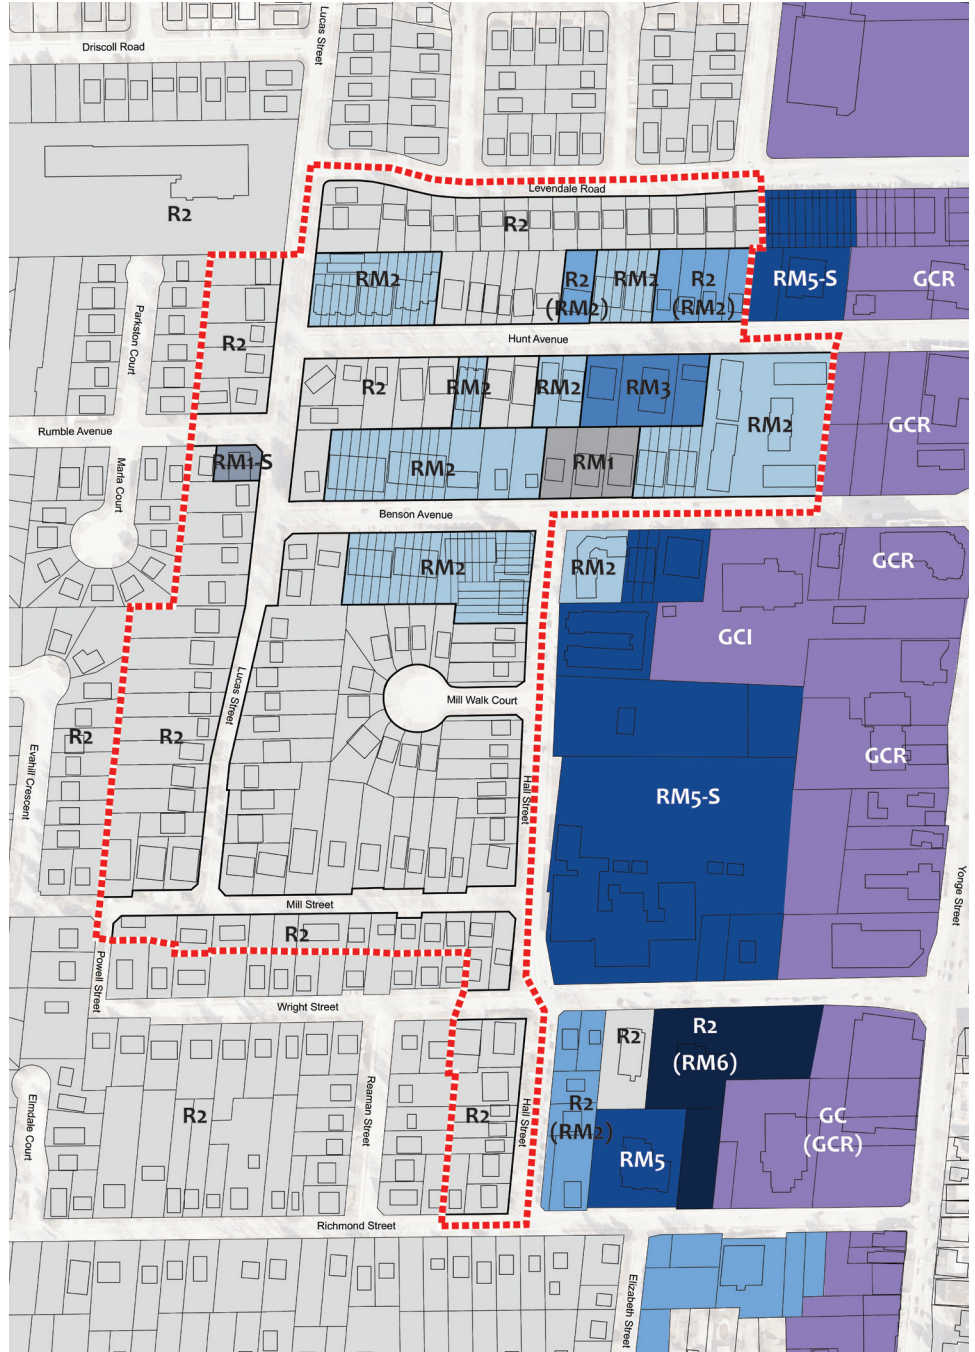 Driscoll Road
Lucas Street
Levendale Road
R2
R2
RM2
R2
(RM2)
RM2
R2
(RM2)
RM5-S
GCR
Parkston Court
R2
Hunt Avenue
R2
RM2
RM2
RM3
RM2
GCR
Rumble Avenue
RM1-S
RM2
RM1
Marla Court
Benson Avenue
RM2
RM2
GCR
GCI
Lucas Street
Mill Walk Court
Evahill Crescent
R2
R2
Hall Street
GCR
RM5-S
Yonge Street
Mill Street
R2
Powell Street
Wright Street
R2
R2
(RM6)
Elmdale Court
R2
Reaman Street
R2
Hall Street
R2
(RM2)
RM5
GC
(GCR)
Richmond Street
Elizabeth Street